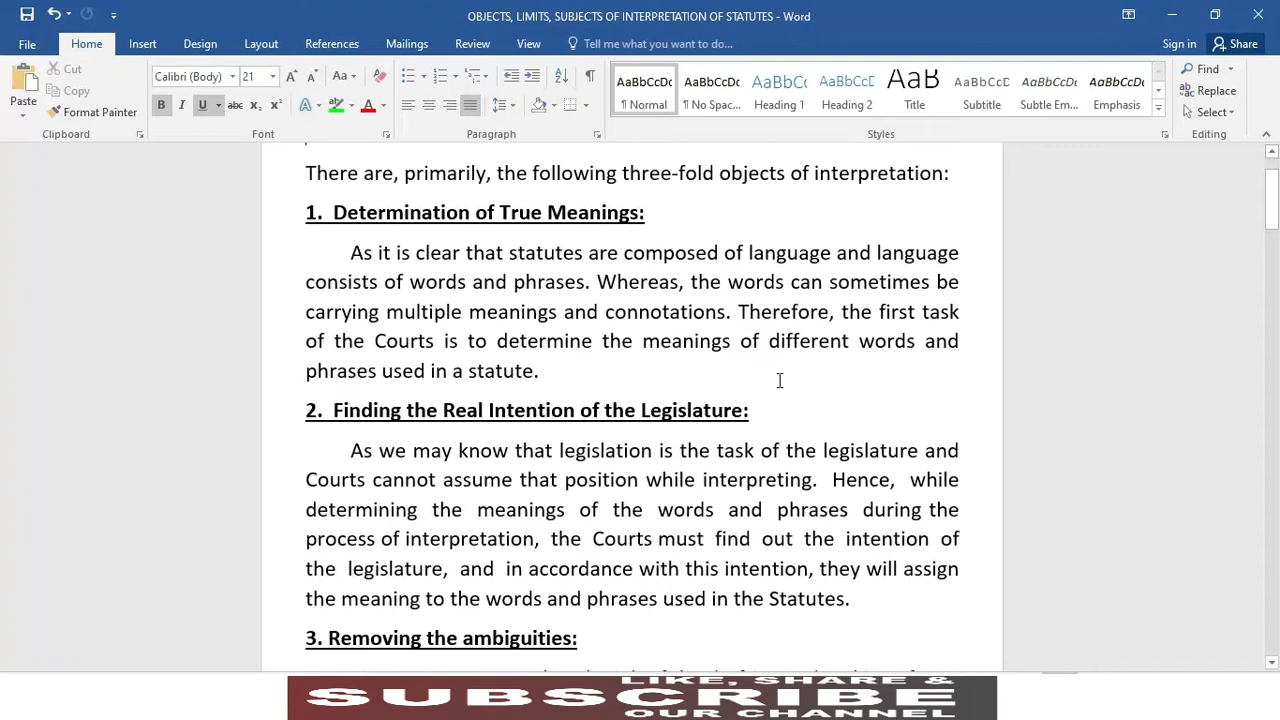 OBJECTS, LIMITS, SUBJECTS OF INTERPRETATION OF STATUTES - Word
File Home Insert Design Layout References Mailings Review View Tell me what you want to do... Sign in Share
Cut
Copy
Format Painter
Paste
Clipboard
Calibri (Body) 21
Font
Paragraph
AaBbCcDc AaBbCcDc AaBbCc AaBbCcD AaB AaBbCcD AaBbCcDc AaBbCcDc
¶ Normal ¶ No Spac... Heading 1 Heading 2 Title Subtitle Subtle Em... Emphasis
Styles
Find
Replace
Select
Editing
There are, primarily, the following three-fold objects of interpretation:
1. Determination of True Meanings:
As it is clear that statutes are composed of language and language
consists of words and phrases. Whereas, the words can sometimes be
carrying multiple meanings and connotations. Therefore, the first task
of the Courts is to determine the meanings of different words and
phrases used in a statute.
2. Finding the Real Intention of the Legislature:
As we may know that legislation is the task of the legislature and
Courts cannot assume that position while interpreting. Hence, while
determining the meanings of the words and phrases during the
process of interpretation, the Courts must find out the intention of
the legislature, and in accordance with this intention, they will assign
the meaning to the words and phrases used in the Statutes.
3. Removing the ambiguities:
LIKE, SHARE &
SUBSCRIBE
OUR CHANNEL